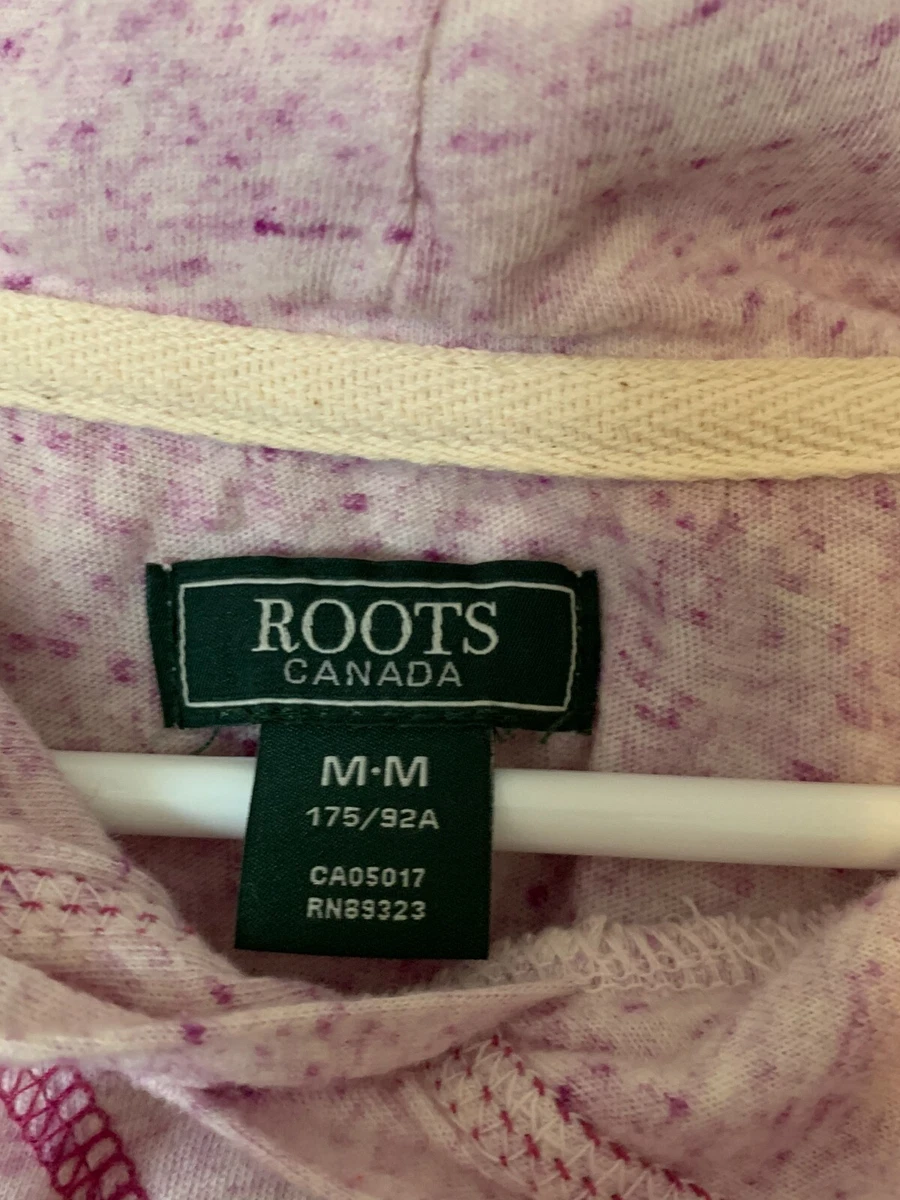 ROOTS
CANADA
M·M
175/92A
CA05017
RN89323